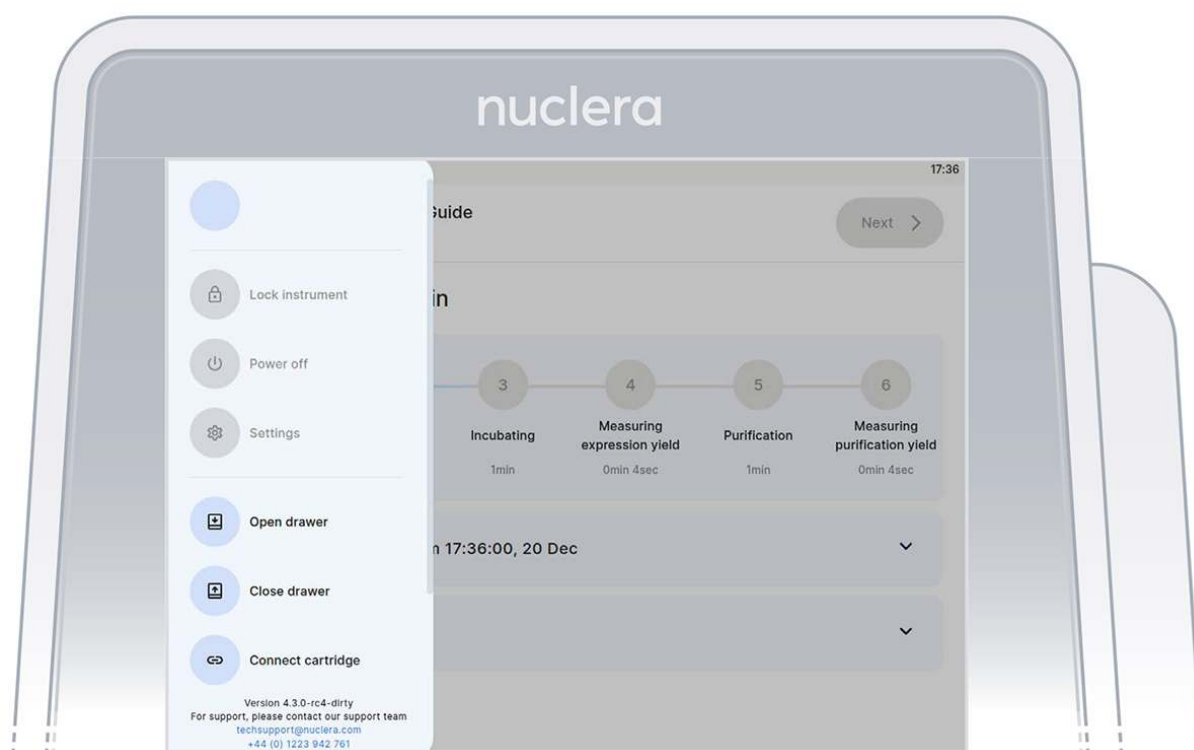 nuclera
17:36
Guide
Next
Lock instrument
in
Power off
3
4
5
6
Incubating
Measuring
expression yield
Purification
Measuring
purification yield
1min
0min 4sec
1min
0min 4sec
Settings
Open drawer
17:36:00, 20 Dec
Close drawer
Connect cartridge
Version 4.3.0-rc4-dirty
For support, please contact our support team
techsupport@nuclera.com
+44 (0) 1223 942 761